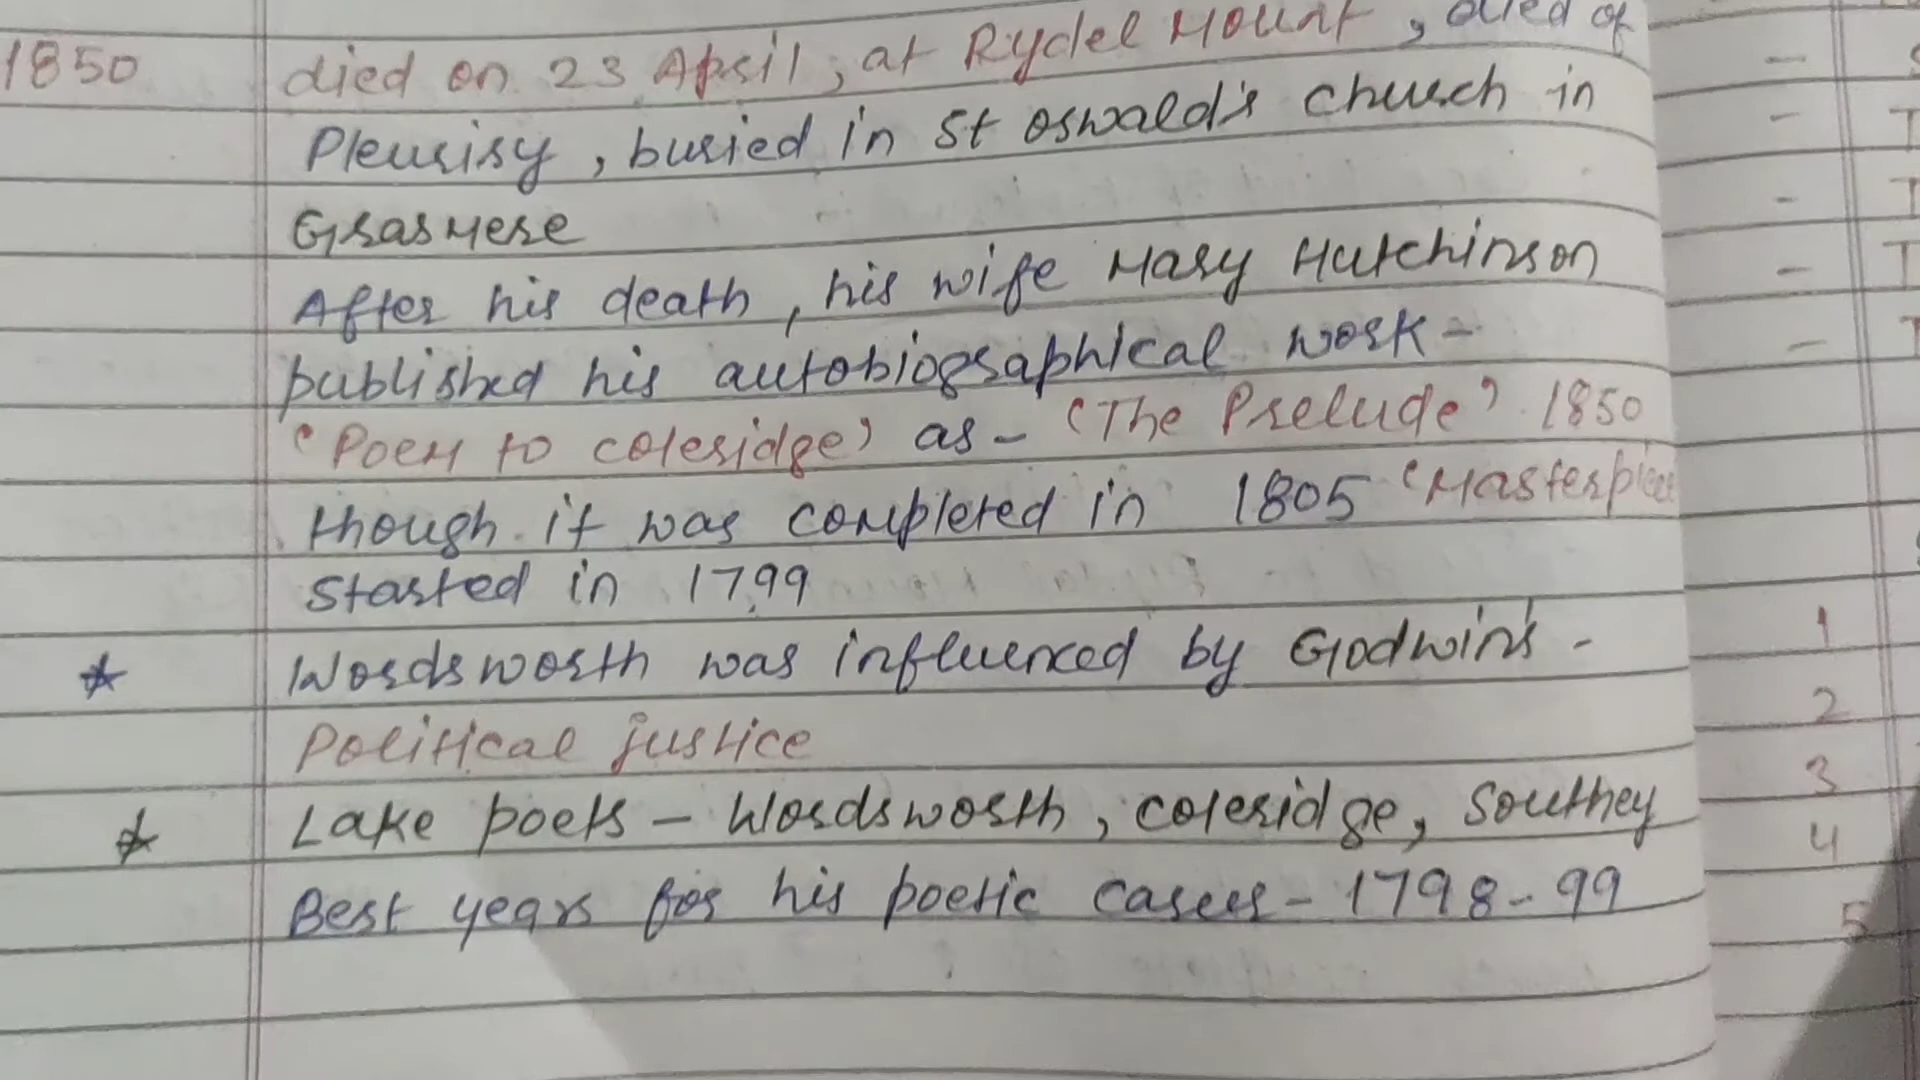 1850 died on 23 April, at Rydel Mount, died of
Pleurisy, buried in St Oswald's church in
Grasmere
After his death, his wife Mary Hutchinson
published his autobiographical work -
'Poem to coleridge' as - 'The Prelude' 1850
though it was completed in 1805 'Masterpiece
Started in 1799
☆ Wordsworth was influenced by Godwin's -
Political justice
☆ Lake poets - Wordsworth, coleridge, Southey
Best years for his poetic career - 1798-99
1
2
3
4
5